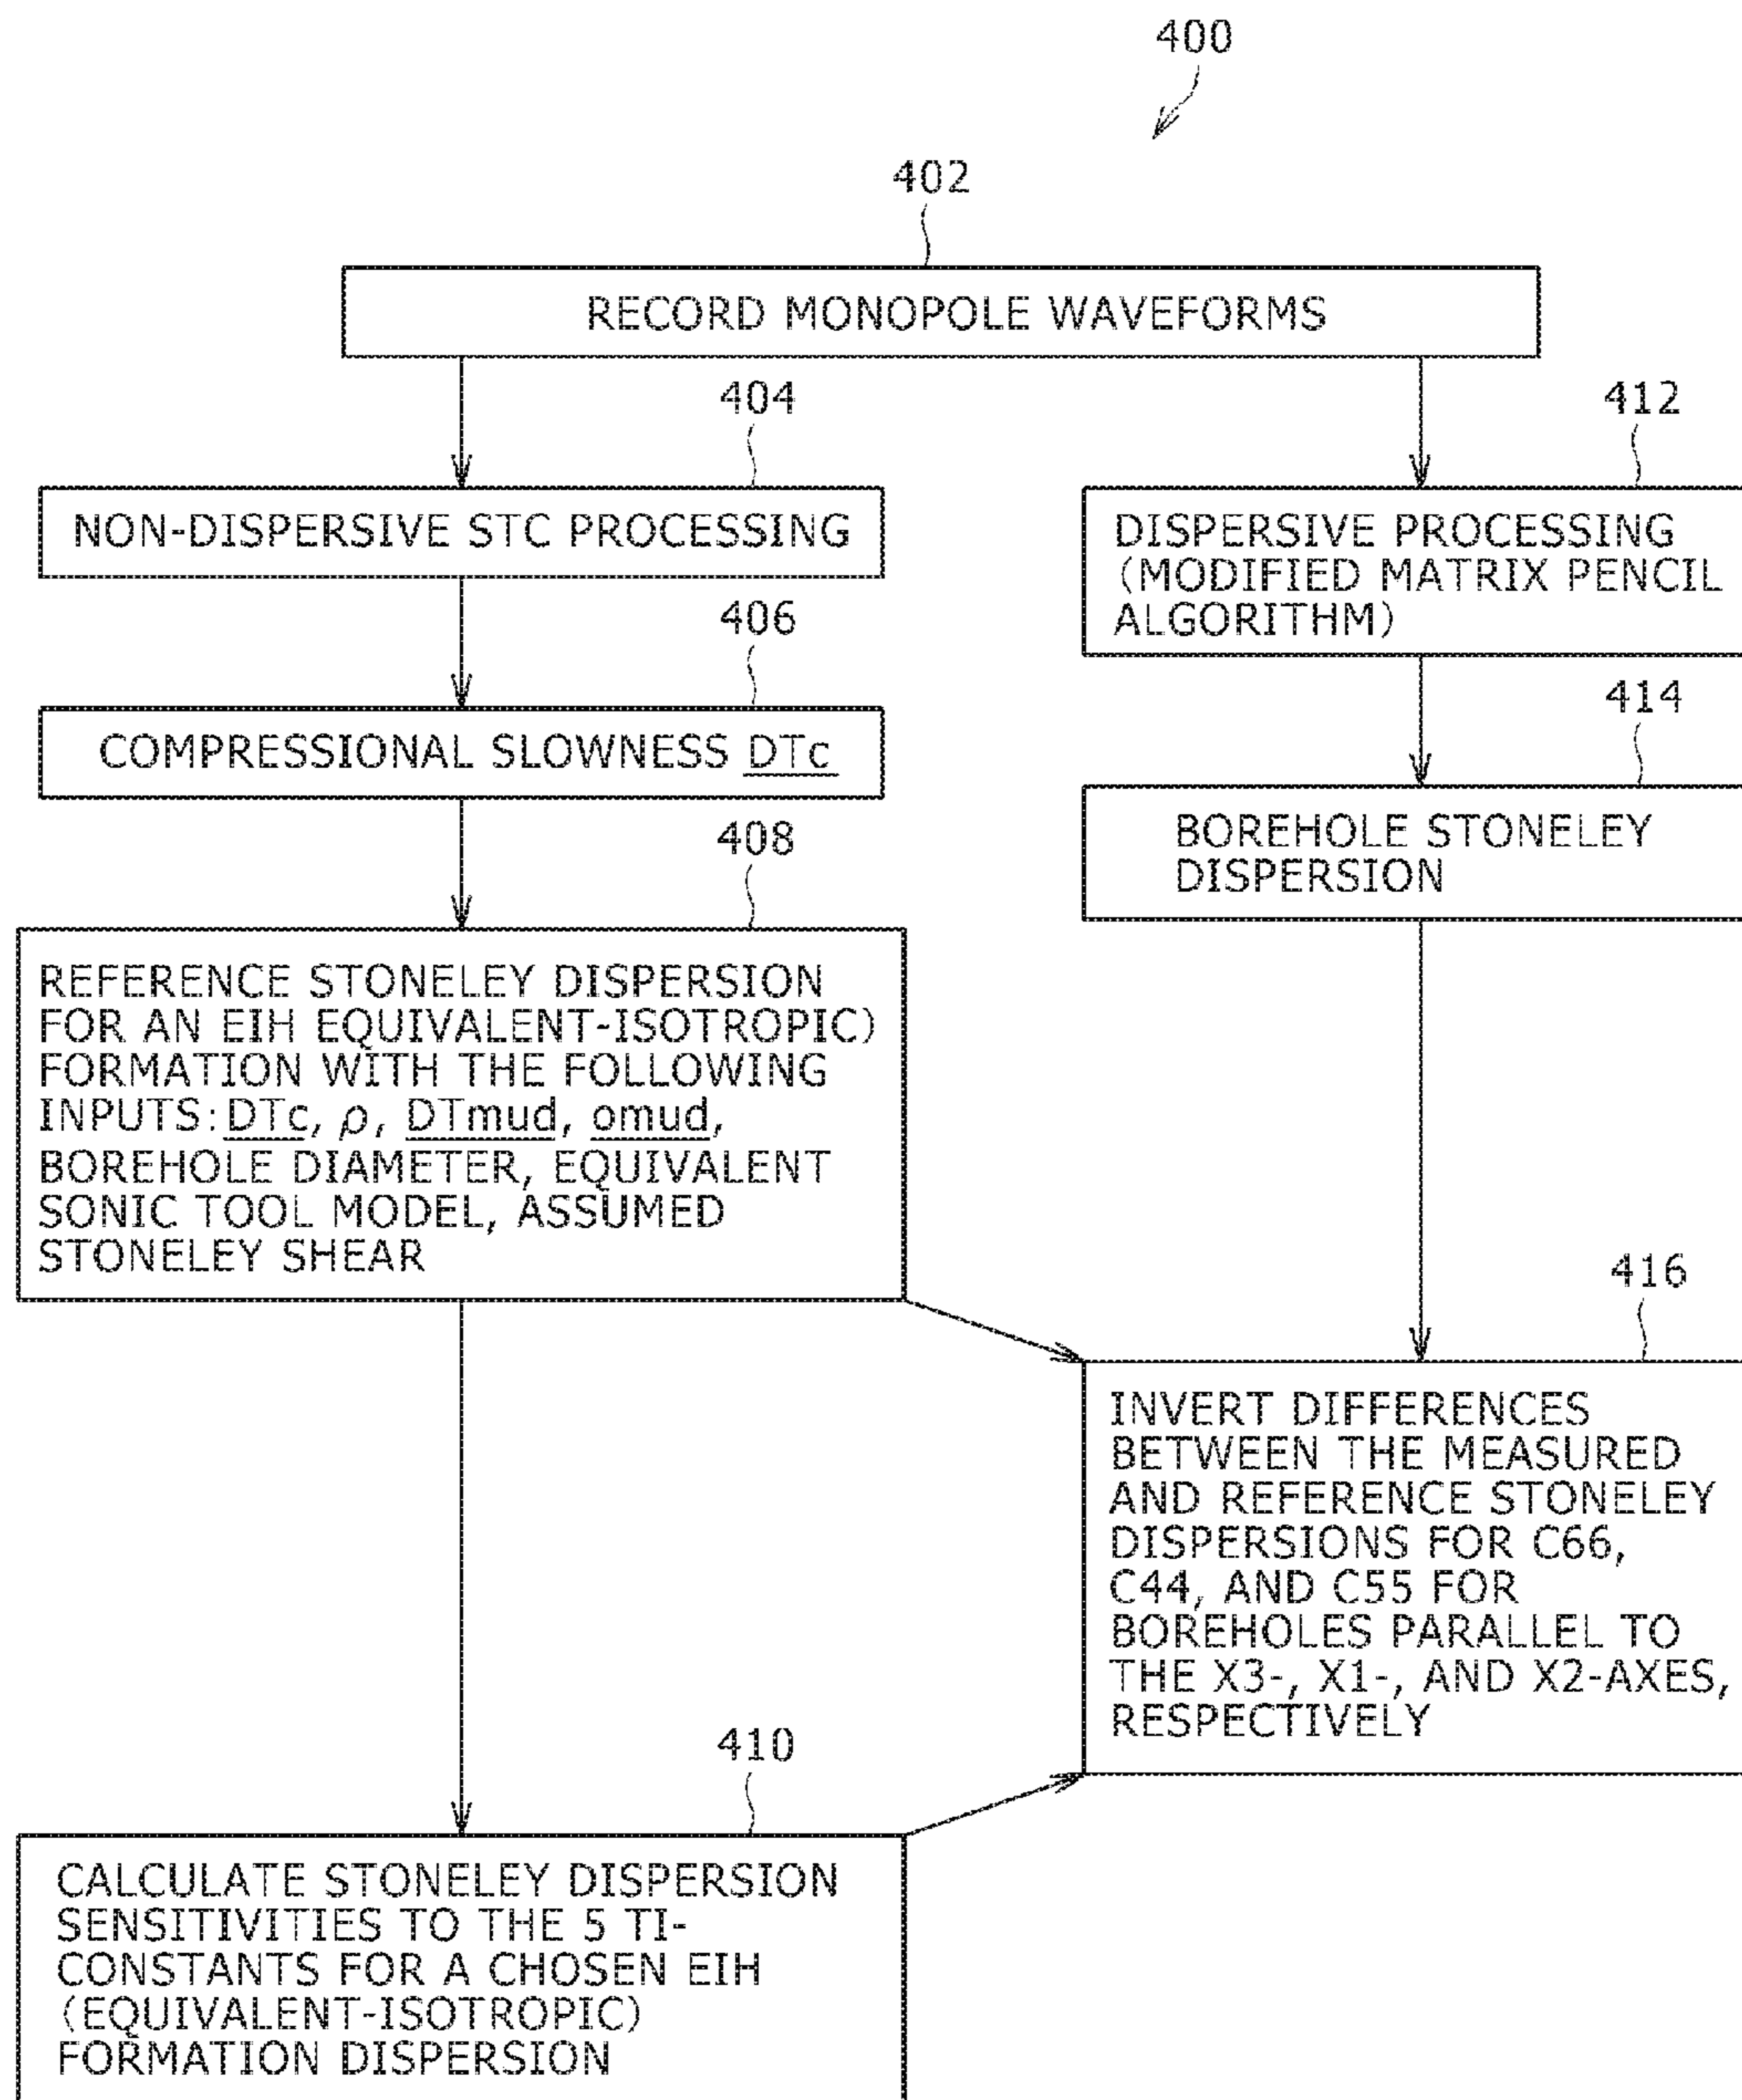 400
402
RECORD MONOPOLE WAVEFORMS
404
NON-DISPERSIVE STC PROCESSING
406
COMPRESSIONAL SLOWNESS DTc
408
REFERENCE STONELEY DISPERSION
FOR AN EIH EQUIVALENT-ISOTROPIC)
FORMATION WITH THE FOLLOWING
INPUTS: DTc, ρ, DTmud, omud,
BOREHOLE DIAMETER, EQUIVALENT
SONIC TOOL MODEL, ASSUMED
STONELEY SHEAR
410
CALCULATE STONELEY DISPERSION
SENSITIVITIES TO THE 5 TI-
CONSTANTS FOR A CHOSEN EIH
(EQUIVALENT-ISOTROPIC)
FORMATION DISPERSION
412
DISPERSIVE PROCESSING
(MODIFIED MATRIX PENCIL
ALGORITHM)
414
BOREHOLE STONELEY
DISPERSION
416
INVERT DIFFERENCES
BETWEEN THE MEASURED
AND REFERENCE STONELEY
DISPERSIONS FOR C66,
C44, AND C55 FOR
BOREHOLES PARALLEL TO
THE X3-, X1-, AND X2-AXES,
RESPECTIVELY